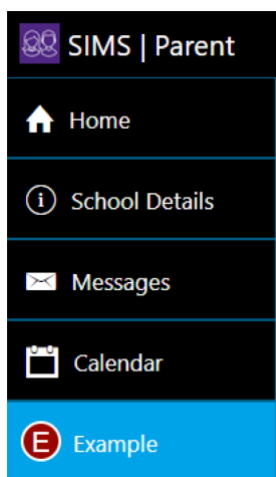 SIMS | Parent
Home
School Details
Messages
Calendar
E Example